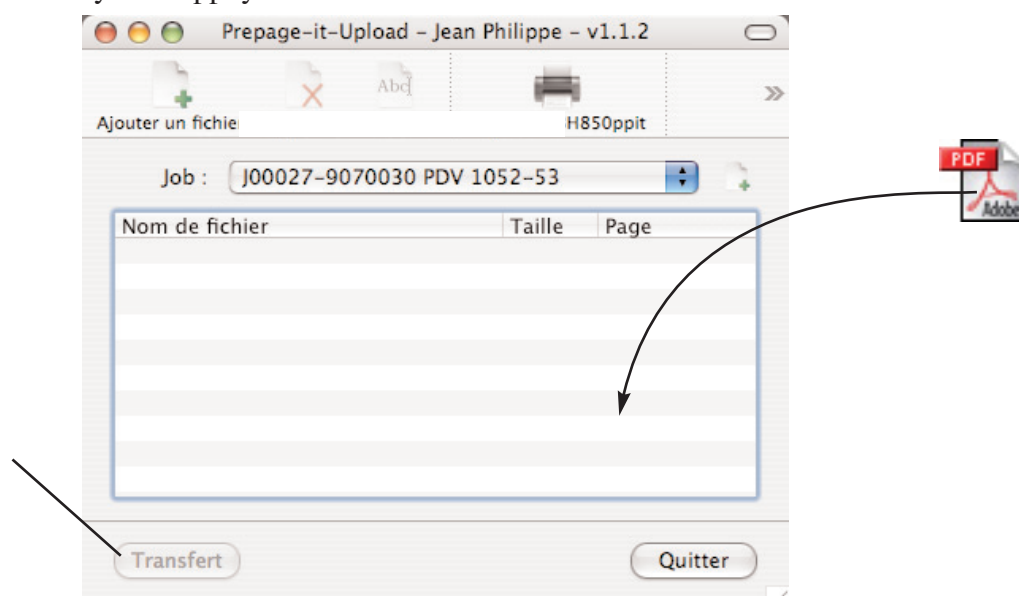 Prepage-it-Upload – Jean Philippe – v1.1.2
Abc
Ajouter un fichie H850ppit
Job : J00027-9070030 PDV 1052-53
Nom de fichier Taille Page
PDF
Adobe
Transfert Quitter